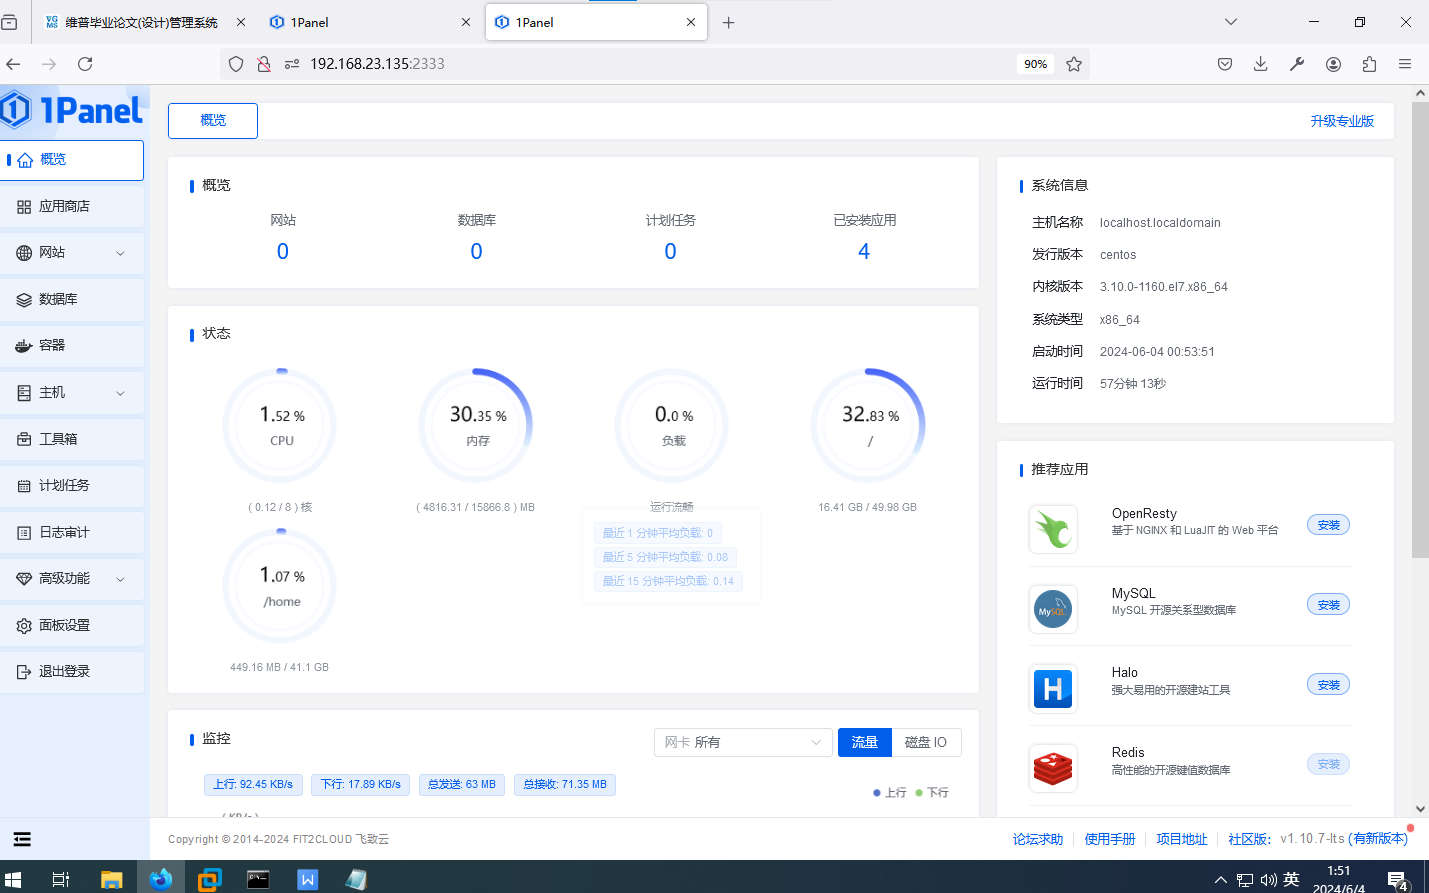 维普毕业论文(设计)管理系统
1Panel
1Panel
192.168.23.135:2333
90%
1Panel
概览
应用商店
网站
数据库
容器
主机
工具箱
计划任务
日志审计
高级功能
面板设置
退出登录
概览
升级专业版
概览
网站
数据库
计划任务
已安装应用
0
0
0
4
状态
1.52 %
CPU
( 0.12 / 8 ) 核
30.35 %
内存
( 4816.31 / 15866.8 ) MB
0.0 %
负载
运行流畅
32.83 %
/
16.41 GB / 49.98 GB
最近 1 分钟平均负载: 0
最近 5 分钟平均负载: 0.08
最近 15 分钟平均负载: 0.14
1.07 %
/home
449.16 MB / 41.1 GB
监控
网卡 所有
流量
磁盘 IO
上行: 92.45 KB/s
下行: 17.89 KB/s
总发送: 63 MB
总接收: 71.35 MB
上行
下行
( KB/s )
系统信息
主机名称 localhost.localdomain
发行版本 centos
内核版本 3.10.0-1160.el7.x86_64
系统类型 x86_64
启动时间 2024-06-04 00:53:51
运行时间 57分钟 13秒
推荐应用
OpenResty
基于 NGINX 和 LuaJIT 的 Web 平台
安装
MySQL
MySQL
MySQL 开源关系型数据库
安装
H
Halo
强大易用的开源建站工具
安装
Redis
高性能的开源键值数据库
安装
Copyright © 2014-2024 FIT2CLOUD 飞致云
论坛求助
使用手册
项目地址
社区版: v1.10.7-lts (有新版本)
英
1:51
2024/6/4
4